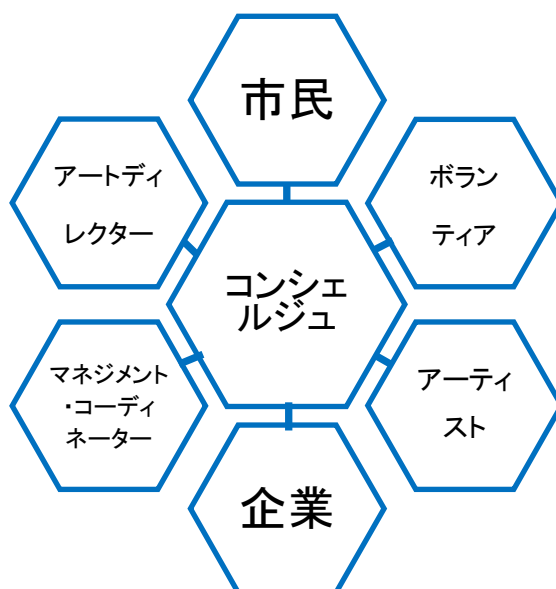 市民
アートディ
レクター
ボラン
ティア
コンシェ
ルジュ
マネジメント
・コーディ
ネーター
アーティ
スト
企業